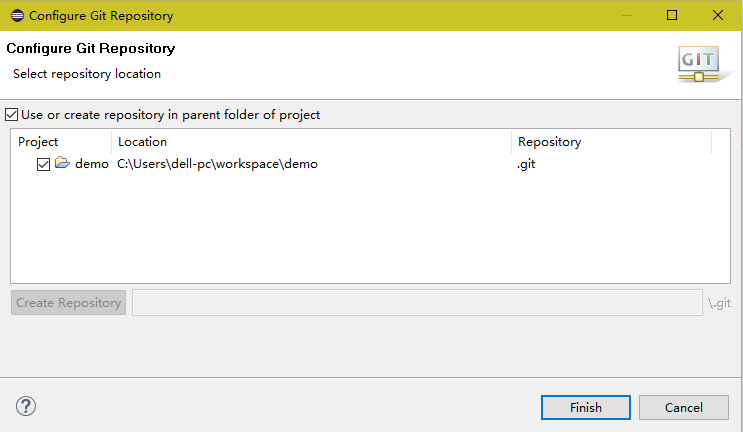 Configure Git Repository
Configure Git Repository
Select repository location
GIT
Use or create repository in parent folder of project
Project Location Repository
demo C:\Users\dell-pc\workspace\demo .git
Create Repository \.git
? Finish Cancel